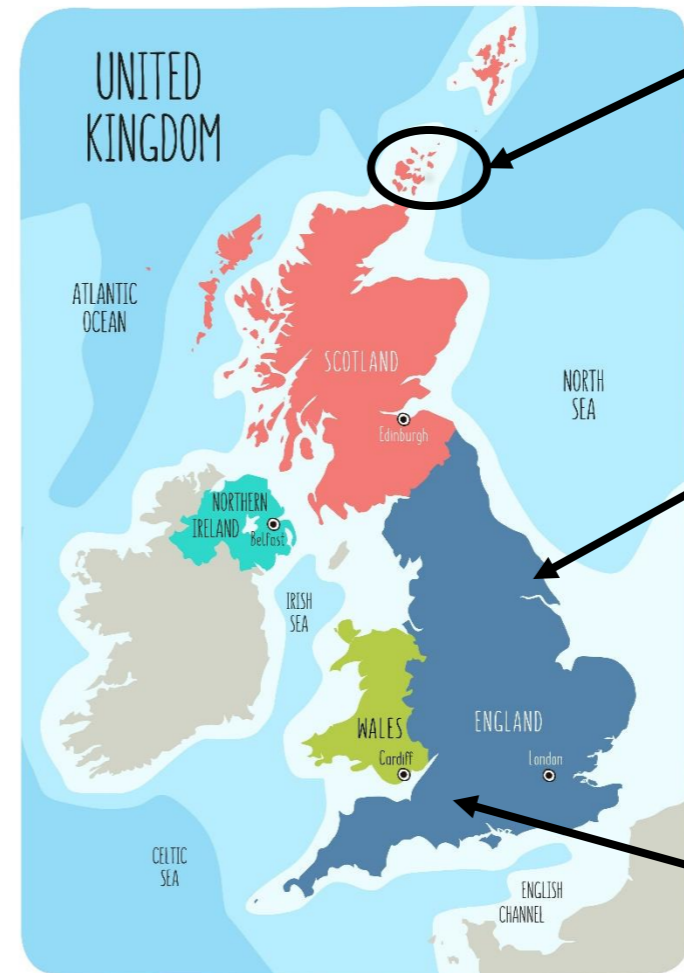 UNITED
KINGDOM
ATLANTIC
OCEAN
SCOTLAND
NORTH
SEA
Edinburgh
NORTHERN
IRELAND
Belfast
IRISH
SEA
WALES
ENGLAND
Cardiff
London
CELTIC
SEA
ENGLISH
CHANNEL